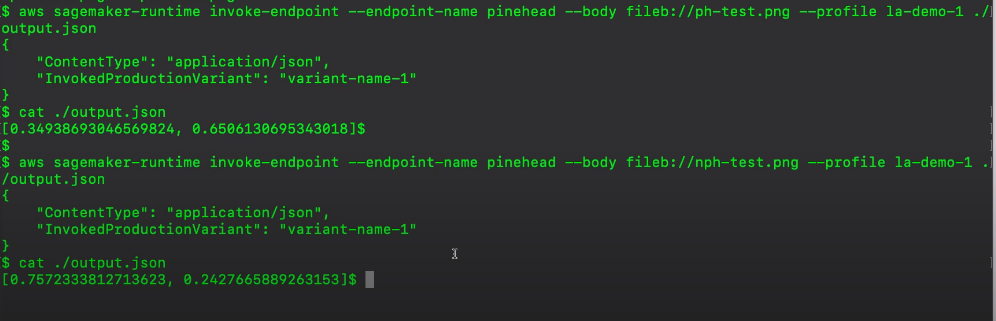 $ aws sagemaker-runtime invoke-endpoint --endpoint-name pinehead --body fileb://ph-test.png --profile la-demo-1 ./
output.json
{
    "ContentType": "application/json",
    "InvokedProductionVariant": "variant-name-1"
}
$ cat ./output.json
[0.34938693046569824, 0.6506130695343018]$
$
$ aws sagemaker-runtime invoke-endpoint --endpoint-name pinehead --body fileb://nph-test.png --profile la-demo-1 .
/output.json
{
    "ContentType": "application/json",
    "InvokedProductionVariant": "variant-name-1"
}
$ cat ./output.json
[0.7572333812713623, 0.2427665889263153]$